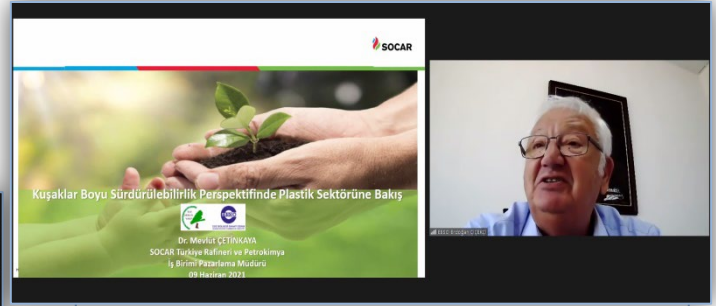 SOCAR
Kuşaklar Boyu Sürdürülebilirlik Perspektifinde Plastik Sektörüne Bakış
Dr. Mevlüt ÇETİNKAYA
SOCAR Türkiye Rafineri ve Petrokimya
İş Birimi Pazarlama Müdürü
09 Haziran 2021